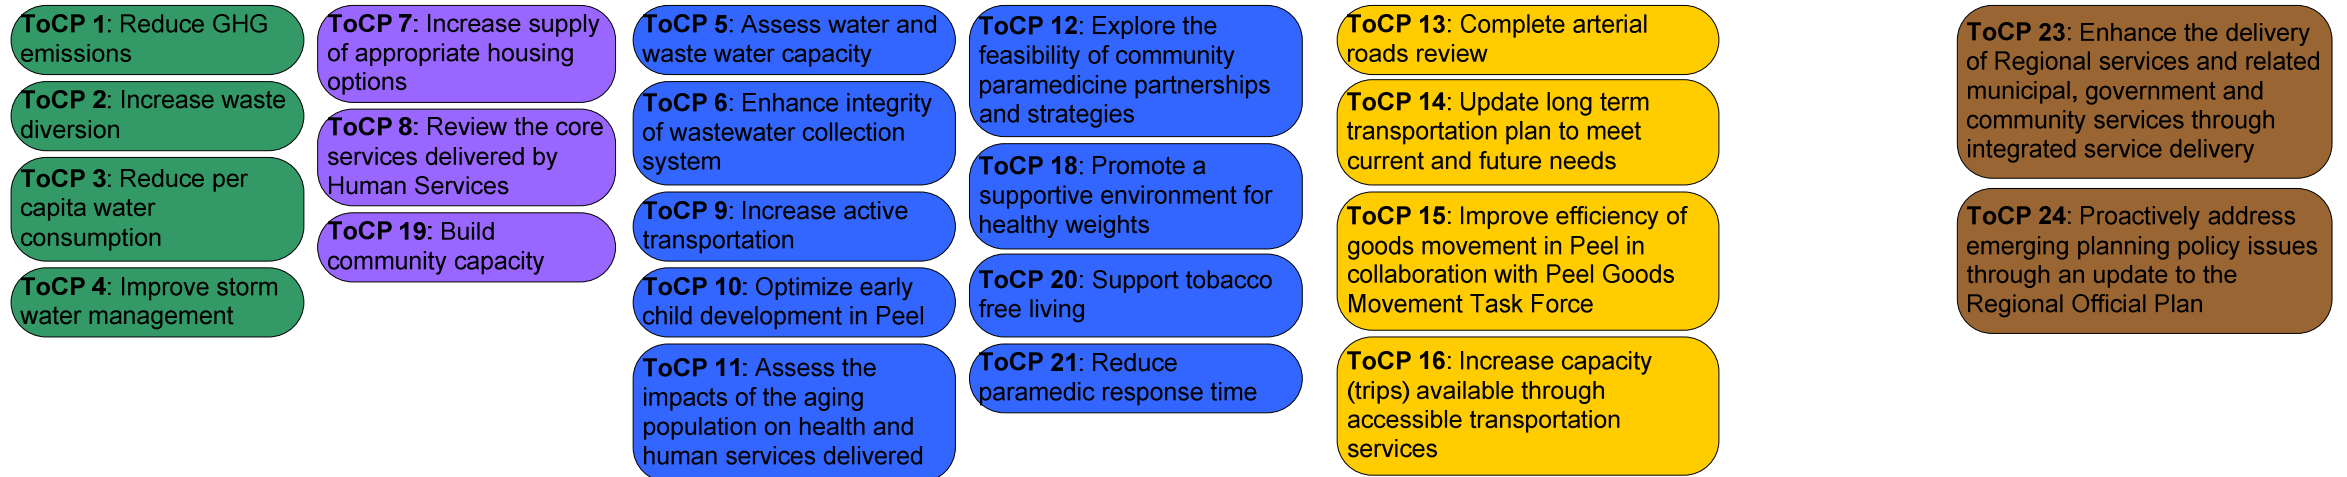 ToCP 1: Reduce GHG
emissions
ToCP 2: Increase waste
diversion
ToCP 3: Reduce per
capita water
consumption
ToCP 4: Improve storm
water management
ToCP 7: Increase supply
of appropriate housing
options
ToCP 8: Review the core
services delivered by
Human Services
ToCP 19: Build
community capacity
ToCP 5: Assess water and
waste water capacity
ToCP 6: Enhance integrity
of wastewater collection
system
ToCP 9: Increase active
transportation
ToCP 10: Optimize early
child development in Peel
ToCP 11: Assess the
impacts of the aging
population on health and
human services delivered
ToCP 12: Explore the
feasibility of community
paramedicine partnerships
and strategies
ToCP 18: Promote a
supportive environment for
healthy weights
ToCP 20: Support tobacco
free living
ToCP 21: Reduce
paramedic response time
ToCP 13: Complete arterial
roads review
ToCP 14: Update long term
transportation plan to meet
current and future needs
ToCP 15: Improve efficiency of
goods movement in Peel in
collaboration with Peel Goods
Movement Task Force
ToCP 16: Increase capacity
(trips) available through
accessible transportation
services
ToCP 23: Enhance the delivery
of Regional services and related
municipal, government and
community services through
integrated service delivery
ToCP 24: Proactively address
emerging planning policy issues
through an update to the
Regional Official Plan